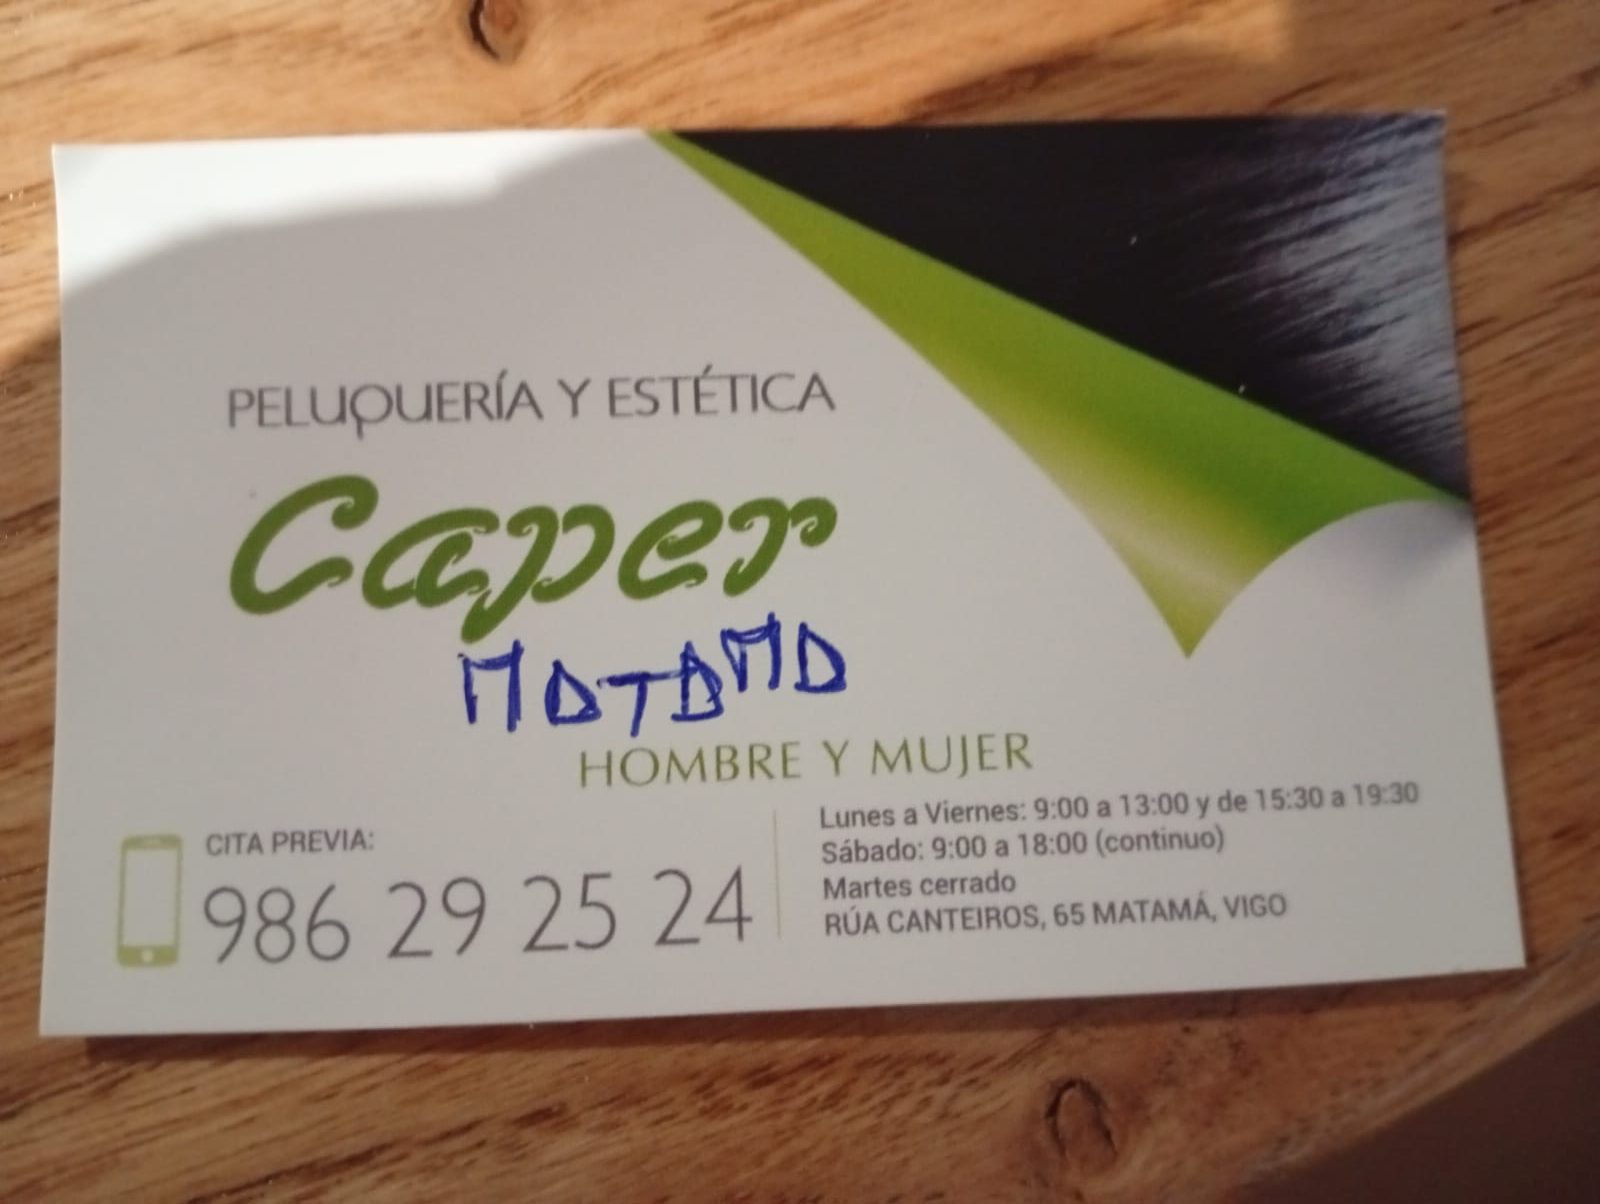 PELUQUERÍA Y ESTÉTICA
Caper
MATAMA
HOMBRE Y MUJER
CITA PREVIA:
986 29 25 24
Lunes a Viernes: 9:00 a 13:00 y de 15:30 a 19:30
Sábado: 9:00 a 18:00 (continuo)
Martes cerrado
RÚA CANTEIROS, 65 MATAMÁ, VIGO